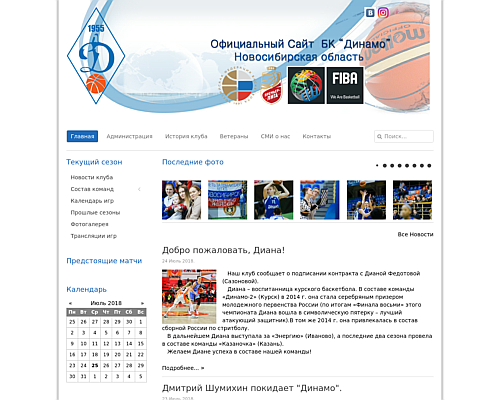 1955
Д
Официальный Сайт БК "Динамо"
Новосибирская область
FIBA
We Are Basketball
Главная
Администрация
История клуба
Ветераны
СМИ о нас
Контакты
Поиск...
Текущий сезон
Новости клуба
Состав команд
Календарь игр
Прошлые сезоны
Фотогалерея
Трансляции игр
Предстоящие матчи
Календарь
« Июль 2018 »
Пн Вт Ср Чт Пт Сб Вс
25 26 27 28 29 30 1
2 3 4 5 6 7 8
9 10 11 12 13 14 15
16 17 18 19 20 21 22
23 24 25 26 27 28 29
30 31 1 2 3 4 5
Последние фото
Все Новости
Добро пожаловать, Диана!
24 Июль 2018
Наш клуб сообщает о подписании контракта с Дианой Федотовой
(Сазоновой).
Диана – воспитанница курского баскетбола. В составе команды
«Динамо-2» (Курск) в 2014 г. она стала серебряным призером
молодежного первенства России (по итогам «Финала восьми» этого
чемпионата Диана вошла в символическую пятерку – лучший
атакующий защитник).В том же 2014 г. она привлекалась в состав
сборной России по стритболу.
В дальнейшем Диана выступала за «Энергию» (Иваново), а последние два сезона провела
в составе команды «Казаночка» (Казань).
Желаем Диане успеха в составе нашей команды!
Подробнее... »
Дмитрий Шумихин покидает "Динамо".